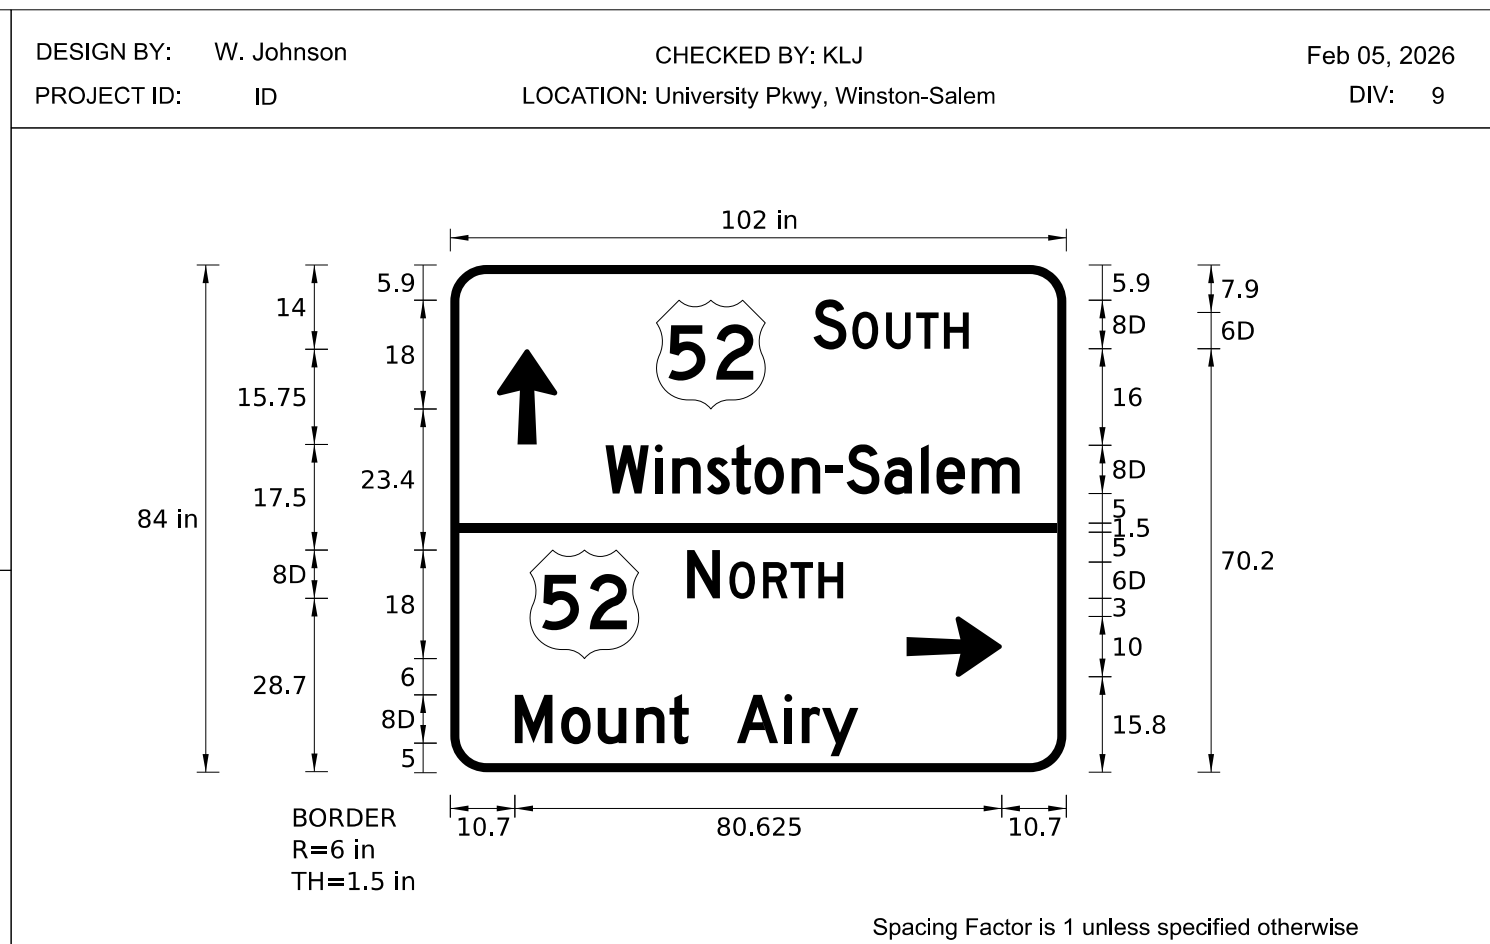 DESIGN BY: W. Johnson CHECKED BY: KLJ Feb 05, 2026
PROJECT ID: ID LOCATION: University Pkwy, Winston-Salem DIV: 9
102 in
5.9 5.9 7.9
14 52 SOUTH 8D 6D
18
15.75 16
23.4 Winston-Salem 8D
17.5 5
84 in 1.5
5
8D 52 NORTH 6D 70.2
18 3
10
6
28.7 8D Mount Airy 15.8
5
10.7 80.625 10.7
BORDER
R=6 in
TH=1.5 in
Spacing Factor is 1 unless specified otherwise